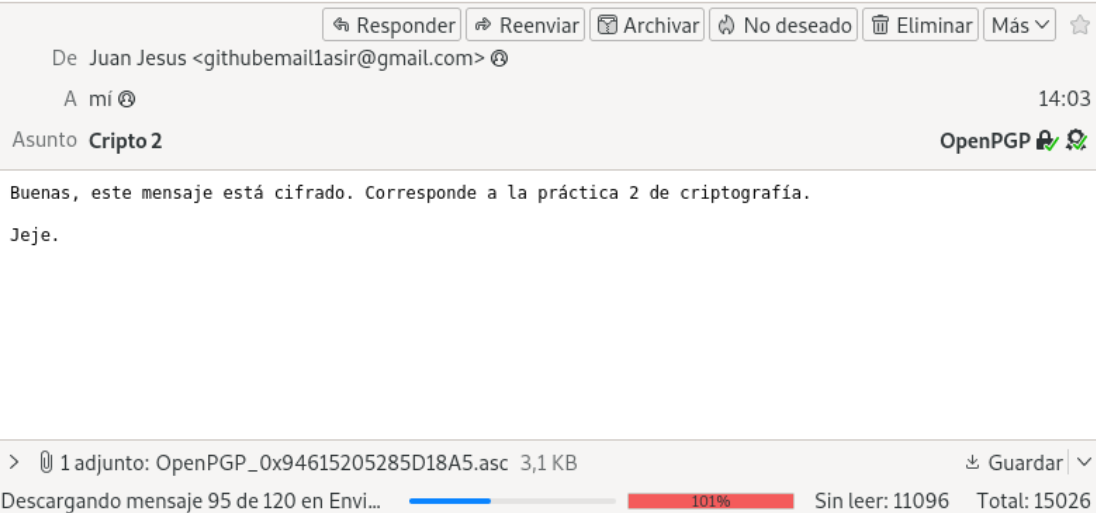 Responder Reenviar Archivar No deseado Eliminar Más
De Juan Jesus <githubemail1asir@gmail.com>
A mí 14:03
Asunto Cripto 2 OpenPGP
Buenas, este mensaje está cifrado. Corresponde a la práctica 2 de criptografía.
Jeje.
1 adjunto: OpenPGP_0x94615205285D18A5.asc 3,1 KB Guardar
Descargando mensaje 95 de 120 en Envi... 101% Sin leer: 11096 Total: 15026